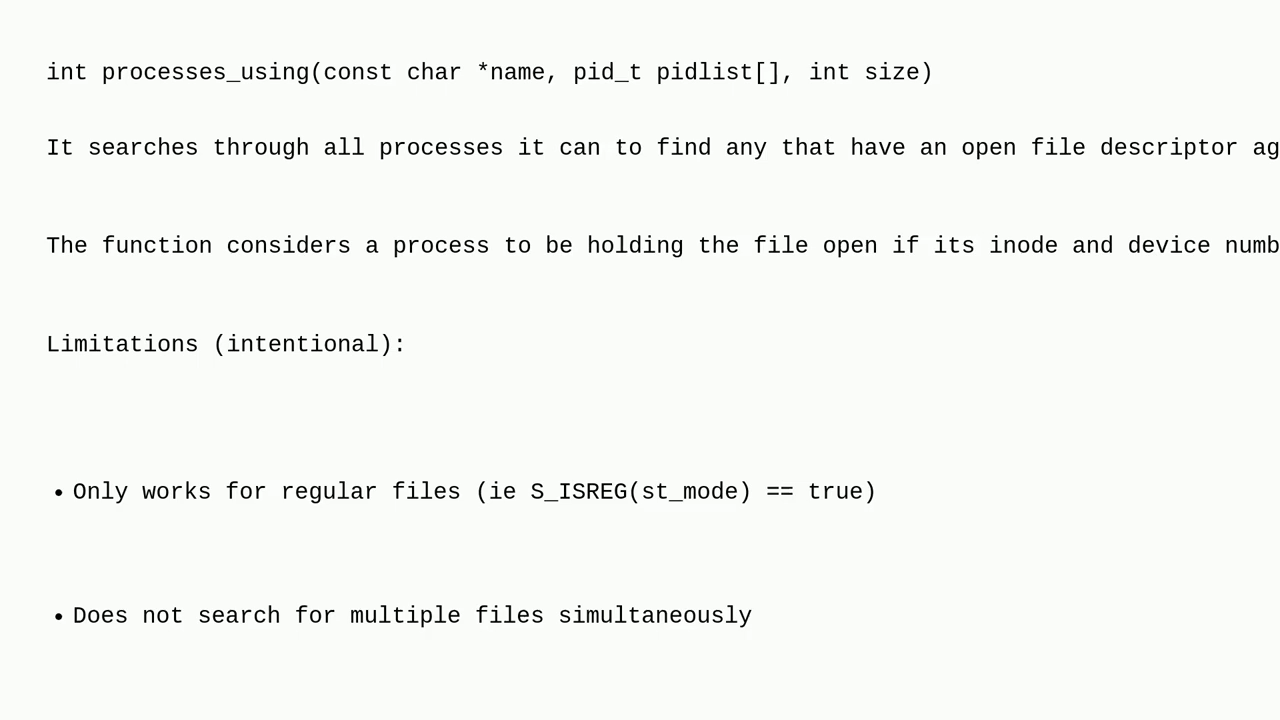 int processes_using(const char *name, pid_t pidlist[], int size)
It searches through all processes it can to find any that have an open file descriptor
The function considers a process to be holding the file open if its inode and device
Limitations (intentional):
• Only works for regular files (ie S_ISREG(st_mode) == true)
• Does not search for multiple files simultaneously